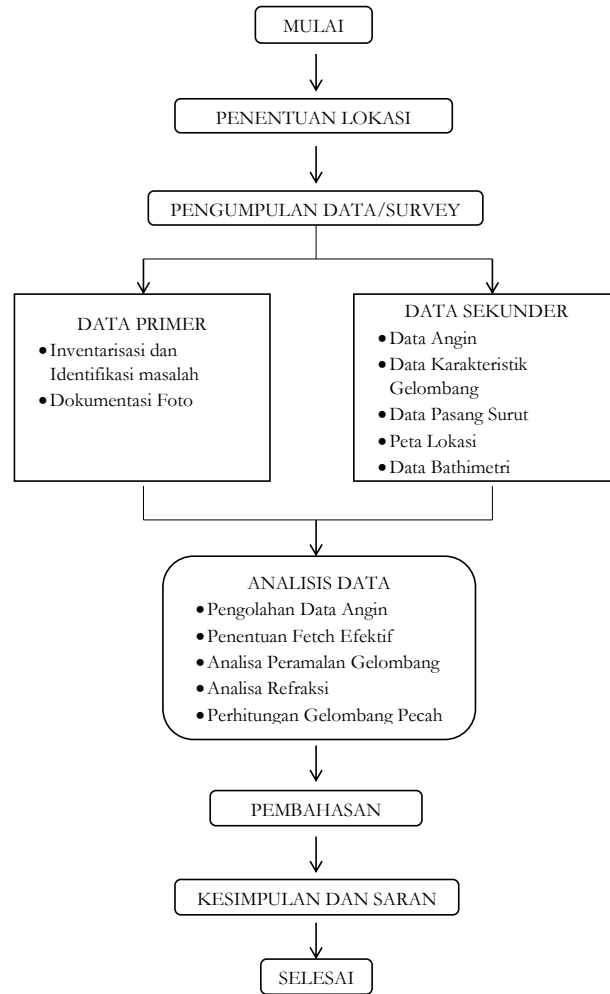 MULAI
PENENTUAN LOKASI
PENGUMPULAN DATA/SURVEY
DATA PRIMER
• Inventarisasi dan
Identifikasi masalah
• Dokumentasi Foto
DATA SEKUNDER
• Data Angin
• Data Karakteristik
Gelombang
• Data Pasang Surut
• Peta Lokasi
• Data Bathimetri
ANALISIS DATA
• Pengolahan Data Angin
• Penentuan Fetch Efektif
• Analisa Peramalan Gelombang
• Analisa Refraksi
• Perhitungan Gelombang Pecah
PEMBAHASAN
KESIMPULAN DAN SARAN
SELESAI